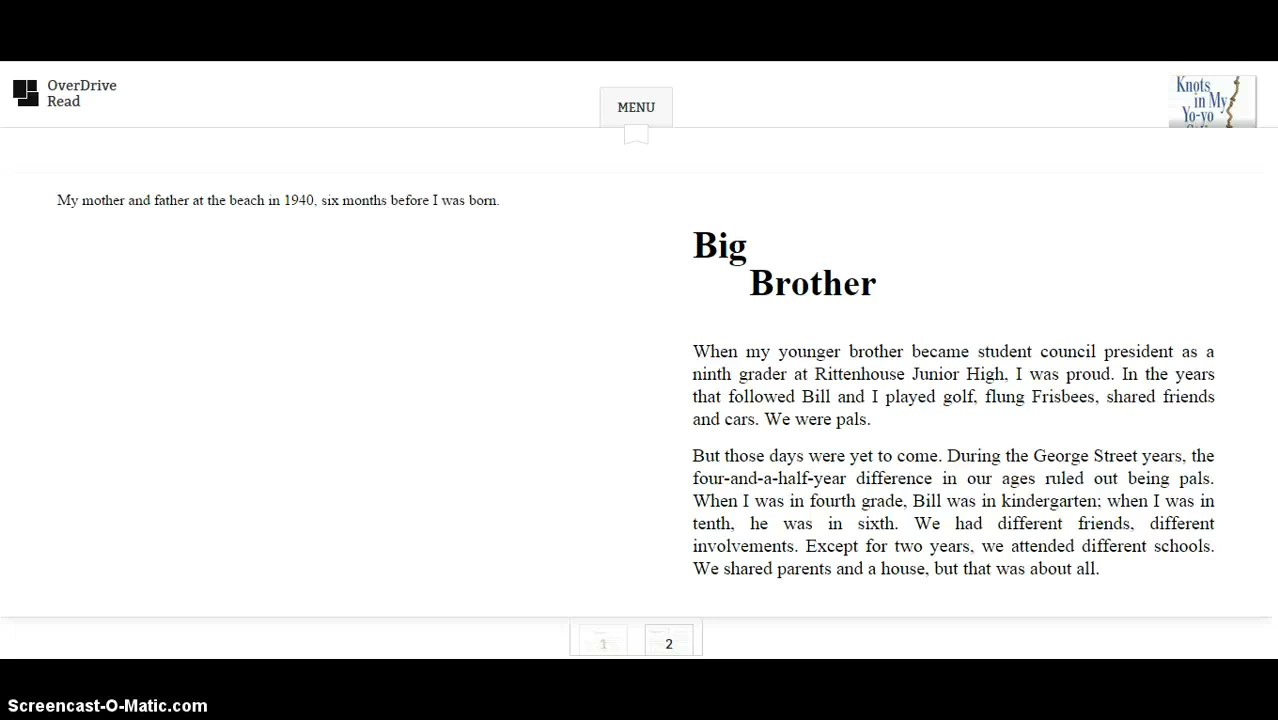 OverDrive
Read
MENU
Knots
in My
Yo-yo
My mother and father at the beach in 1940, six months before I was born.
Big
Brother
When my younger brother became student council president as a
ninth grader at Rittenhouse Junior High, I was proud. In the years
that followed Bill and I played golf, flung Frisbees, shared friends
and cars. We were pals.
But those days were yet to come. During the George Street years, the
four-and-a-half-year difference in our ages ruled out being pals.
When I was in fourth grade, Bill was in kindergarten; when I was in
tenth, he was in sixth. We had different friends, different
involvements. Except for two years, we attended different schools.
We shared parents and a house, but that was about all.
1
2
Screencast-O-Matic.com